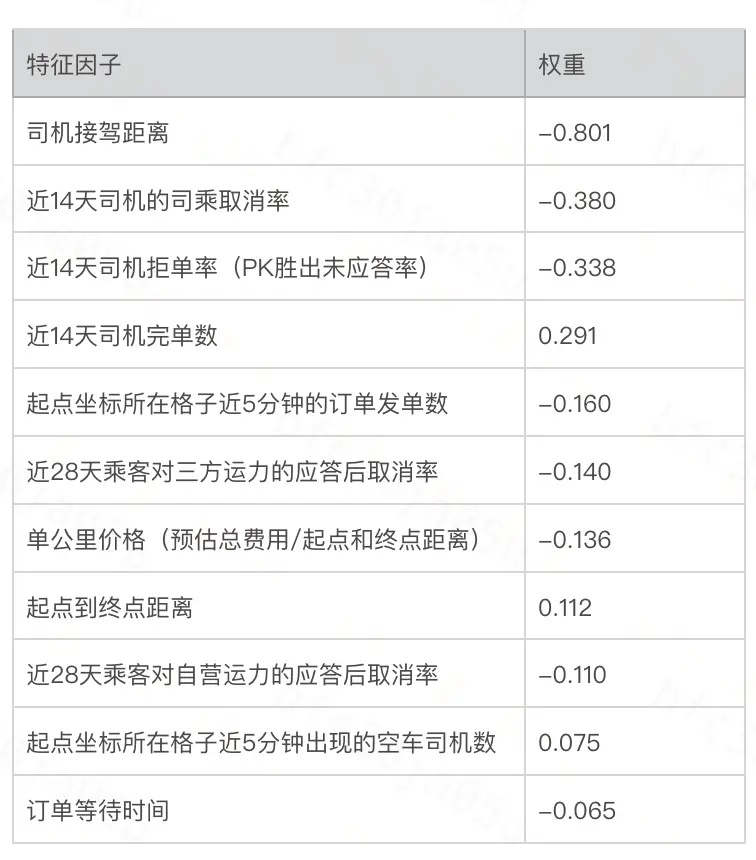 特征因子 权重
司机接驾距离 -0.801
近14天司机的司乘取消率 -0.380
近14天司机拒单率（PK胜出未应答率） -0.338
近14天司机完单数 0.291
起点坐标所在格子近5分钟的订单发单数 -0.160
近28天乘客对三方运力的应答后取消率 -0.140
单公里价格（预估总费用/起点和终点距离） -0.136
起点到终点距离 0.112
近28天乘客对自营运力的应答后取消率 -0.110
起点坐标所在格子近5分钟出现的空车司机数 0.075
订单等待时间 -0.065